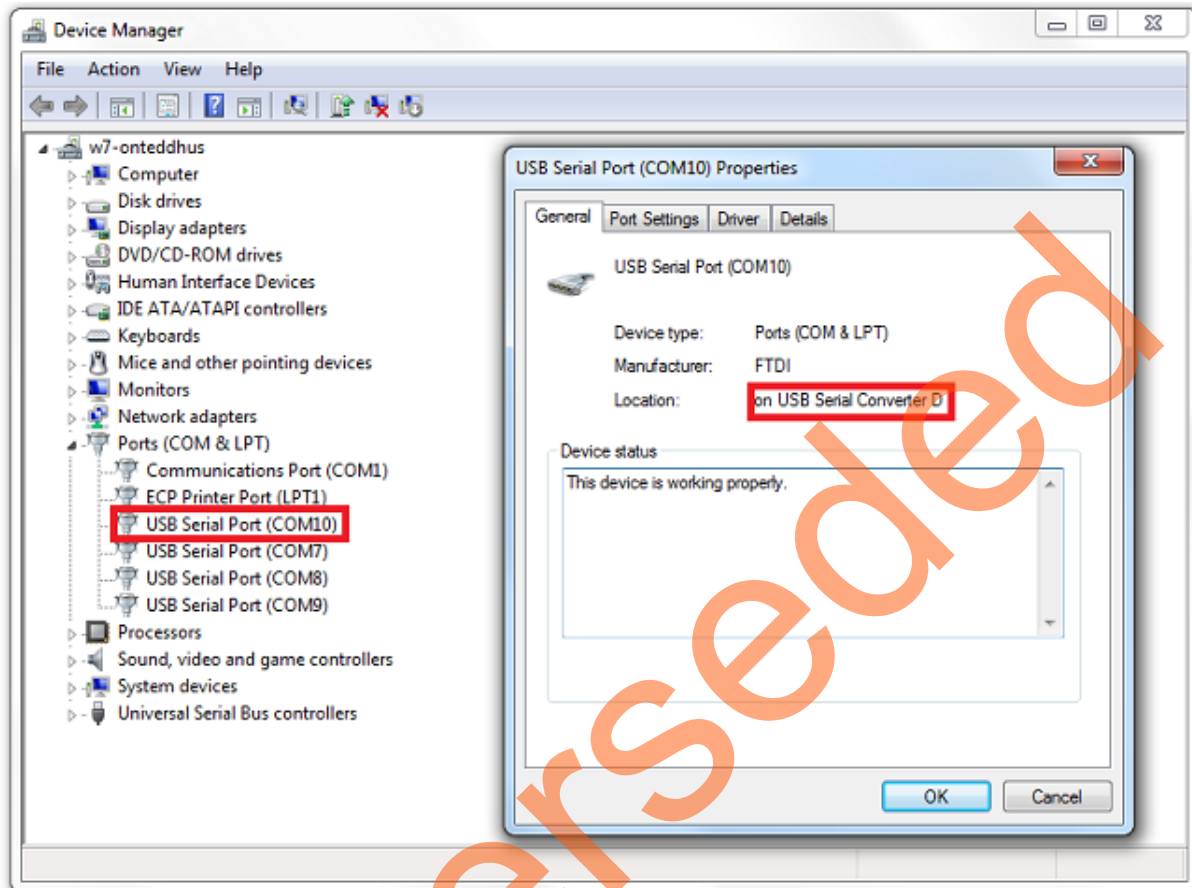 Device Manager
File Action View Help
w7-onteddhus
Computer
Disk drives
Display adapters
DVD/CD-ROM drives
Human Interface Devices
IDE ATA/ATAPI controllers
Keyboards
Mice and other pointing devices
Monitors
Network adapters
Ports (COM & LPT)
Communications Port (COM1)
ECP Printer Port (LPT1)
USB Serial Port (COM10)
USB Serial Port (COM7)
USB Serial Port (COM8)
USB Serial Port (COM9)
Processors
Sound, video and game controllers
System devices
Universal Serial Bus controllers
USB Serial Port (COM10) Properties
General Port Settings Driver Details
USB Serial Port (COM10)
Device type: Ports (COM & LPT)
Manufacturer: FTDI
Location: on USB Serial Converter D
Device status
This device is working properly.
OK Cancel
erseded